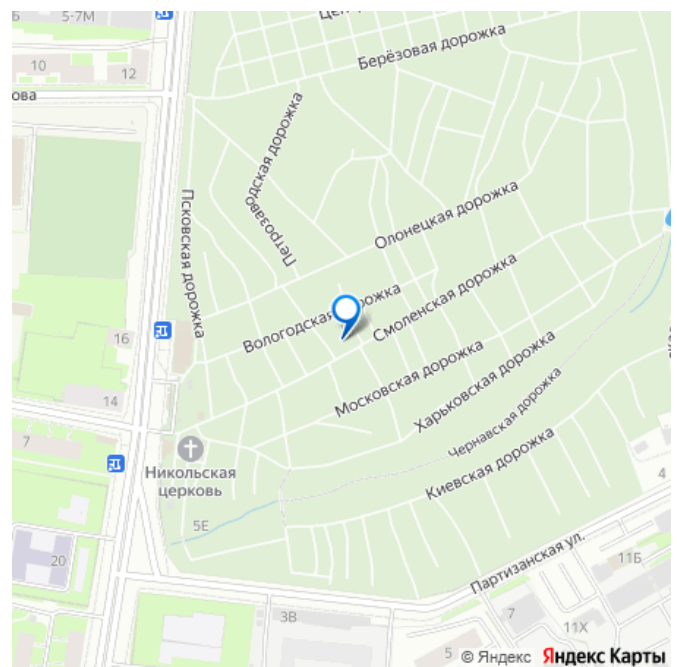 5-7М
10
12
ова
Берёзовая дорожка
Петрозаводская дорожка
Псковская дорожка
Олонецкая дорожка
Вологодская дорожка
Смоленская дорожка
16
14
Московская дорожка
Харьковская дорожка
7
Чернавская дорожка
Никольская
церковь
Киевская дорожка
4
5Е
20
Партизанская ул.
11Б
3В
7
11Х
5
© Яндекс Яндекс Карты